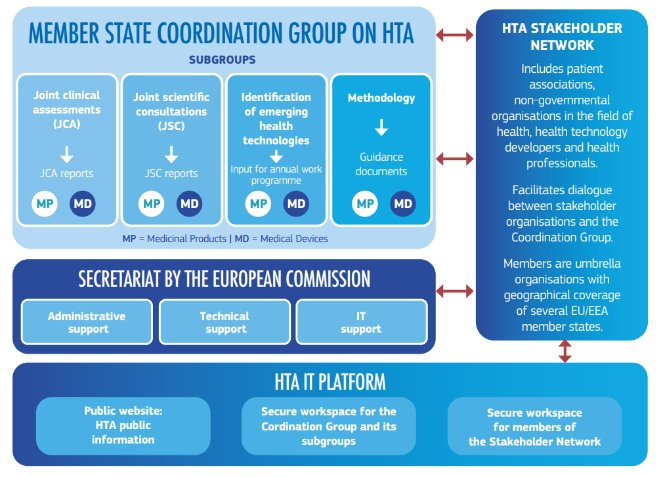 MEMBER STATE COORDINATION GROUP ON HTA
SUBGROUPS
Joint clinical
assessments
(JCA)
JCA reports
MP
MD
Joint scientific
consultations
(JSC)
JSC reports
MP
MD
Identification
of emerging
health
technologies
Input for annual work
programme
MP
MD
Methodology
Guidance
documents
MP
MD
MP = Medicinal Products | MD = Medical Devices
HTA STAKEHOLDER
NETWORK
Includes patient
associations,
non-governmental
organisations in the field of
health, health technology
developers and health
professionals.
Facilitates dialogue
between stakeholder
organisations and the
Coordination Group.
Members are umbrella
organisations with
geographical coverage
of several EU/EEA
member states.
SECRETARIAT BY THE EUROPEAN COMMISSION
Administrative
support
Technical
support
IT
support
HTA IT PLATFORM
Public website:
HTA public
information
Secure workspace for the
Cordination Group and its
subgroups
Secure workspace
for members of
the Stakeholder Network